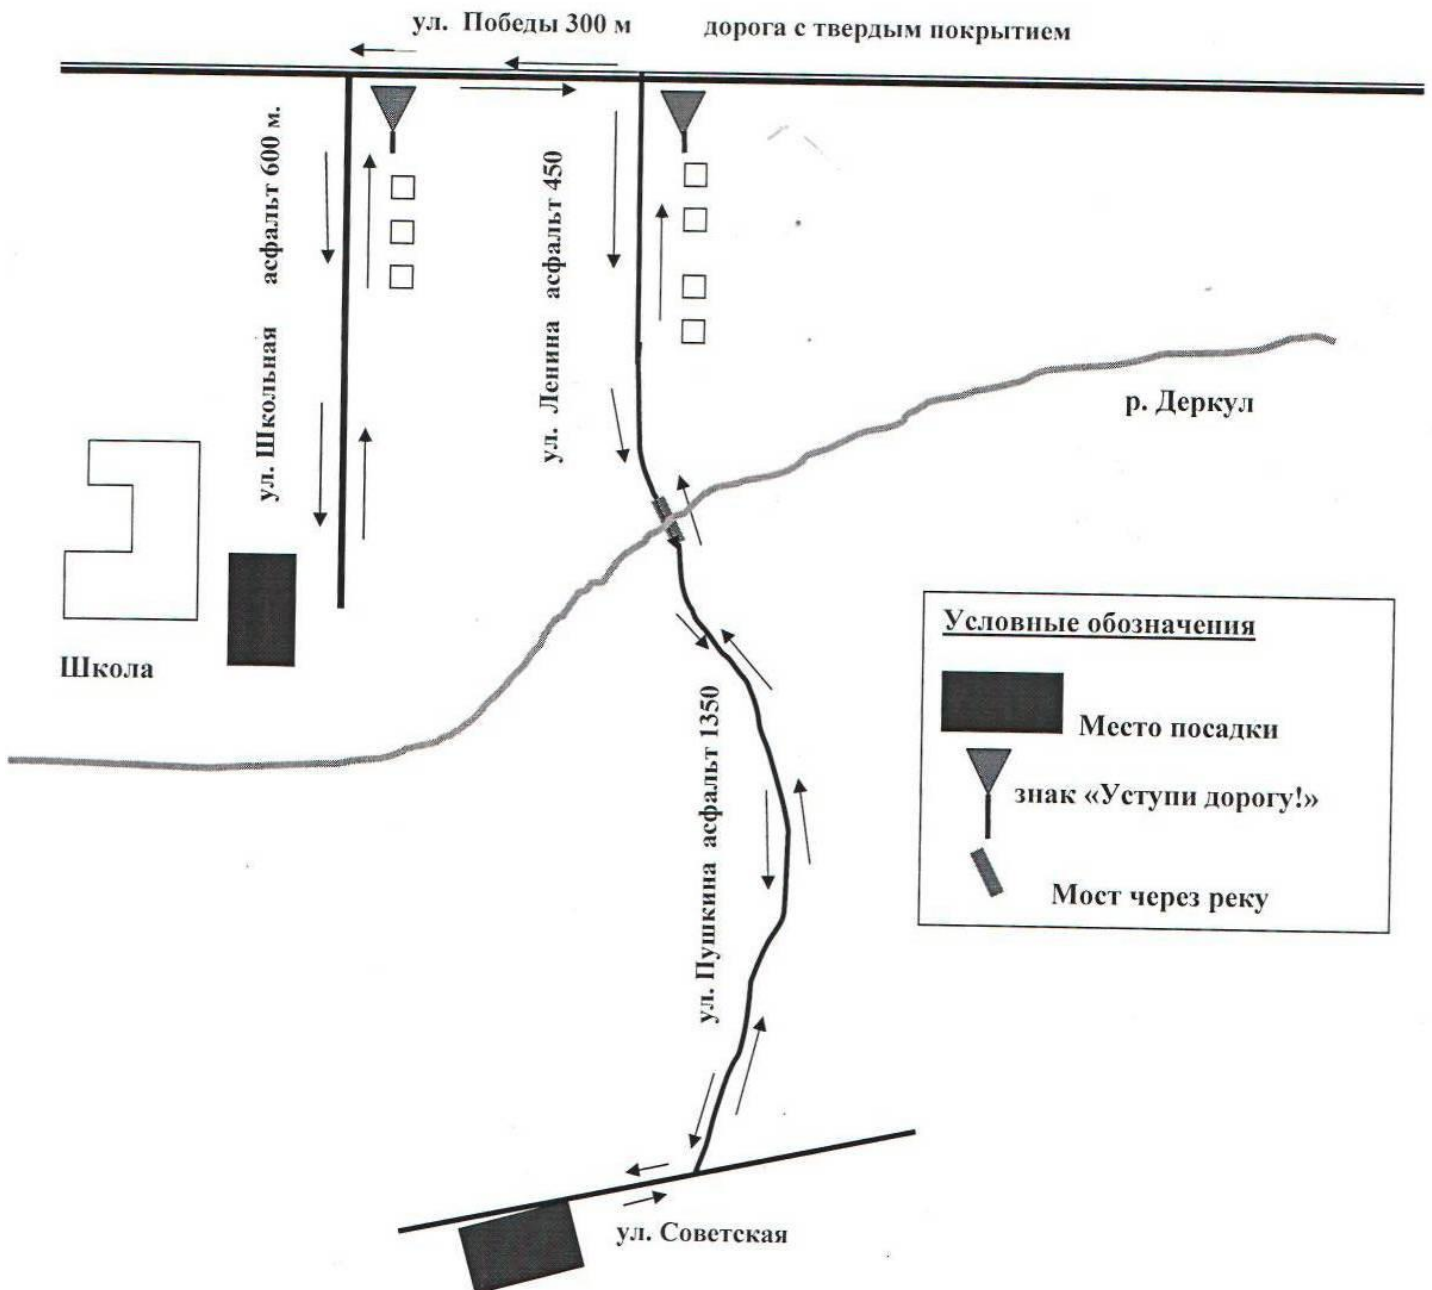 ул. Победы 300 м
дорога с твердым покрытием
ул. Школьная асфальт 600 м.
ул. Ленина асфальт 450
р. Деркул
Школа
ул. Пушкина асфальт 1350
ул. Советская
Условные обозначения
Место посадки
знак «Уступи дорогу!»
Мост через реку